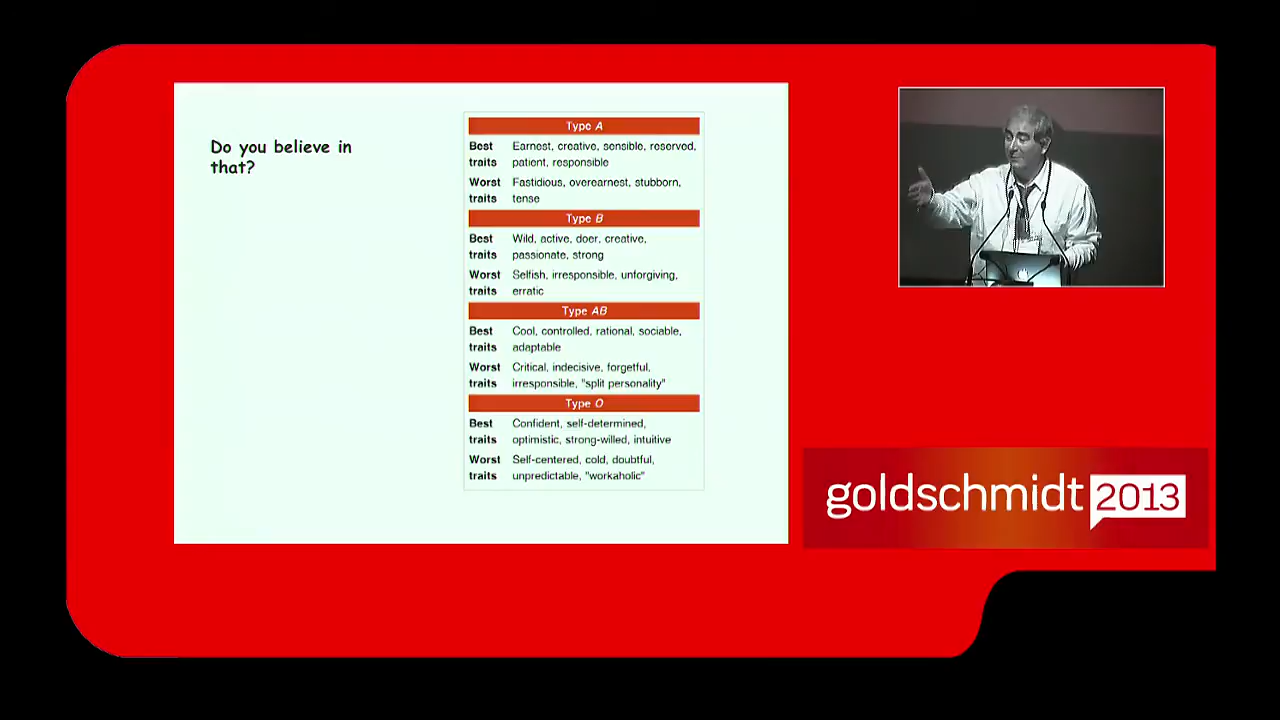 Do you believe in
that?
Type A
Best Earnest, creative, sensible, reserved,
traits patient, responsible
Worst Fastidious, overearnest, stubborn,
traits tense
Type B
Best Wild, active, doer, creative,
traits passionate, strong
Worst Selfish, irresponsible, unforgiving,
traits erratic
Type AB
Best Cool, controlled, rational, sociable,
traits adaptable
Worst Critical, indecisive, forgetful,
traits irresponsible, "split personality"
Type O
Best Confident, self-determined,
traits optimistic, strong-willed, intuitive
Worst Self-centered, cold, doubtful,
traits unpredictable, "workaholic"
goldschmidt 2013